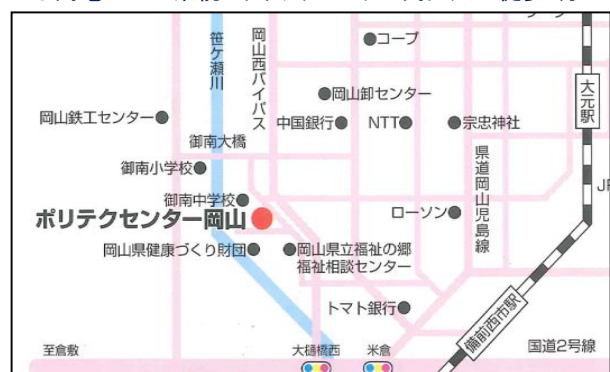 コープ
笹ケ瀬川
岡山西バイパス
大元駅
岡山卸センター
岡山鉄工センター
中国銀行
NTT
宗忠神社
御南大橋
県道岡山児島線
御南小学校
JR
御南中学校
ポリテクセンター岡山
ローソン
岡山県健康づくり財団
岡山県立福祉の郷
福祉相談センター
トマト銀行
備前西市駅
至倉敷
大樋橋西
米倉
国道2号線